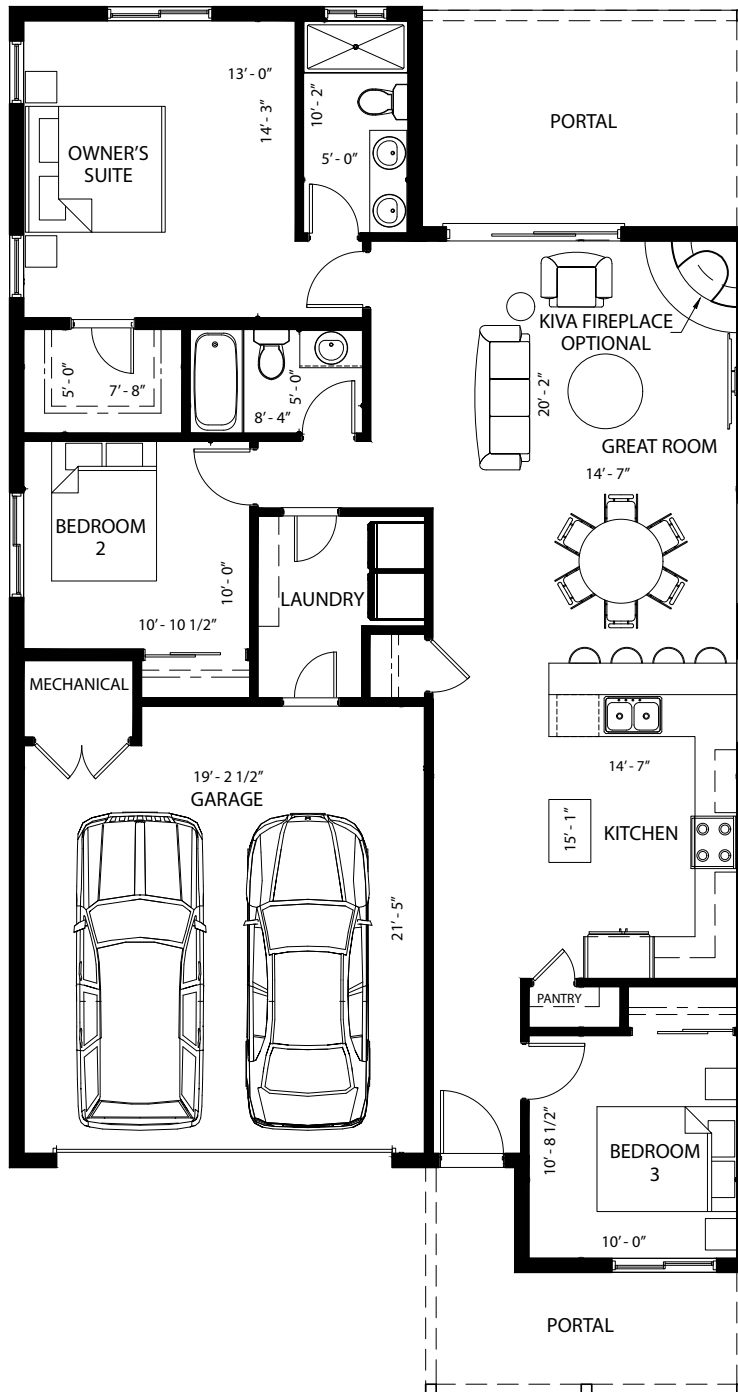 13' - 0"
14' - 3"
OWNER'S
SUITE
10' - 2"
5' - 0"
PORTAL
KIVA FIREPLACE
OPTIONAL
5' - 0"
7' - 8"
5' - 0"
8' - 4"
20' - 2"
GREAT ROOM
14' - 7"
BEDROOM
2
10' - 0"
10' - 10 1/2"
LAUNDRY
MECHANICAL
19' - 2 1/2"
GARAGE
21' - 5"
14' - 7"
15' - 1"
KITCHEN
PANTRY
10' - 8 1/2"
BEDROOM
3
10' - 0"
PORTAL